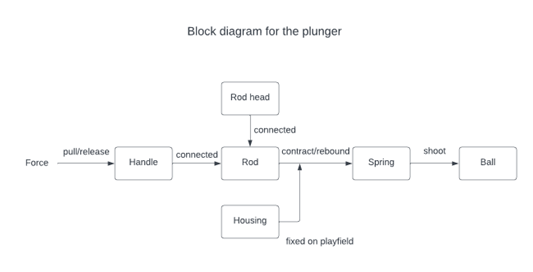 Block diagram for the plunger
Rod head
connected
Force
pull/release
Handle
connected
Rod
contract/rebound
Spring
shoot
Ball
Housing
fixed on playfield